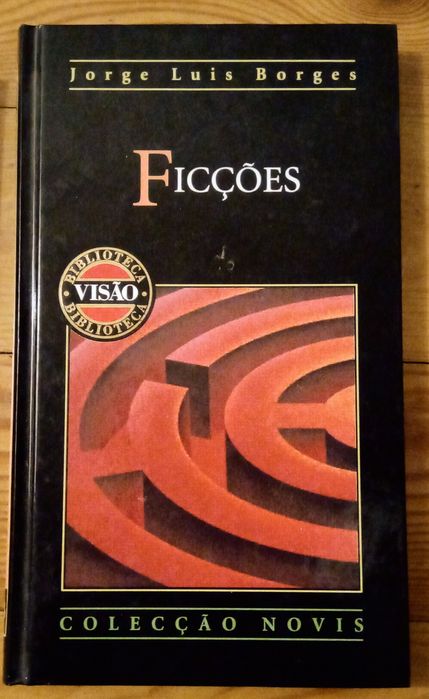 Jorge Luis Borges
FICÇÕES
BIBLIOTECA
VISÃO
BIBLIOTECA
COLECÇÃO NOVIS